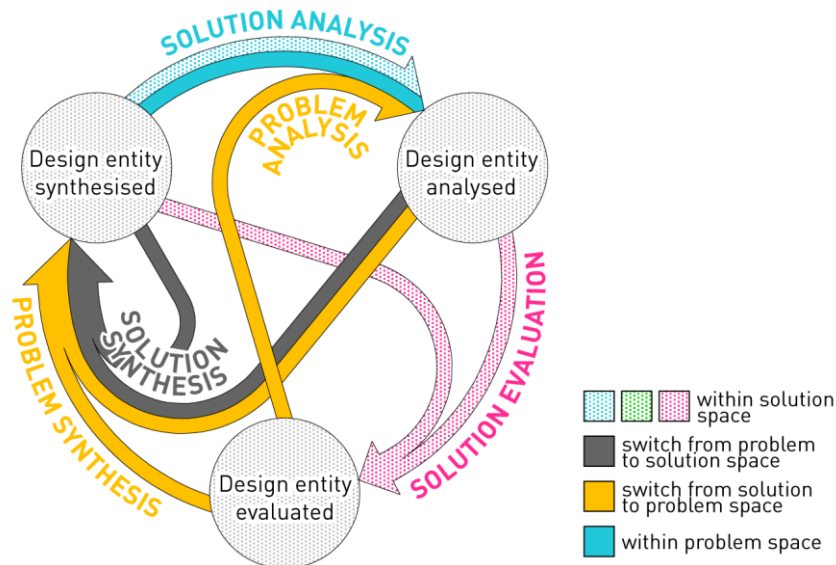 SOLUTION ANALYSIS
PROBLEM
ANALYSIS
Design entity
synthesised
Design entity
analysed
SOLUTION
SYNTHESIS
PROBLEM SYNTHESIS
SOLUTION EVALUATION
Design entity
evaluated
within solution
space
switch from problem
to solution space
switch from solution
to problem space
within problem space